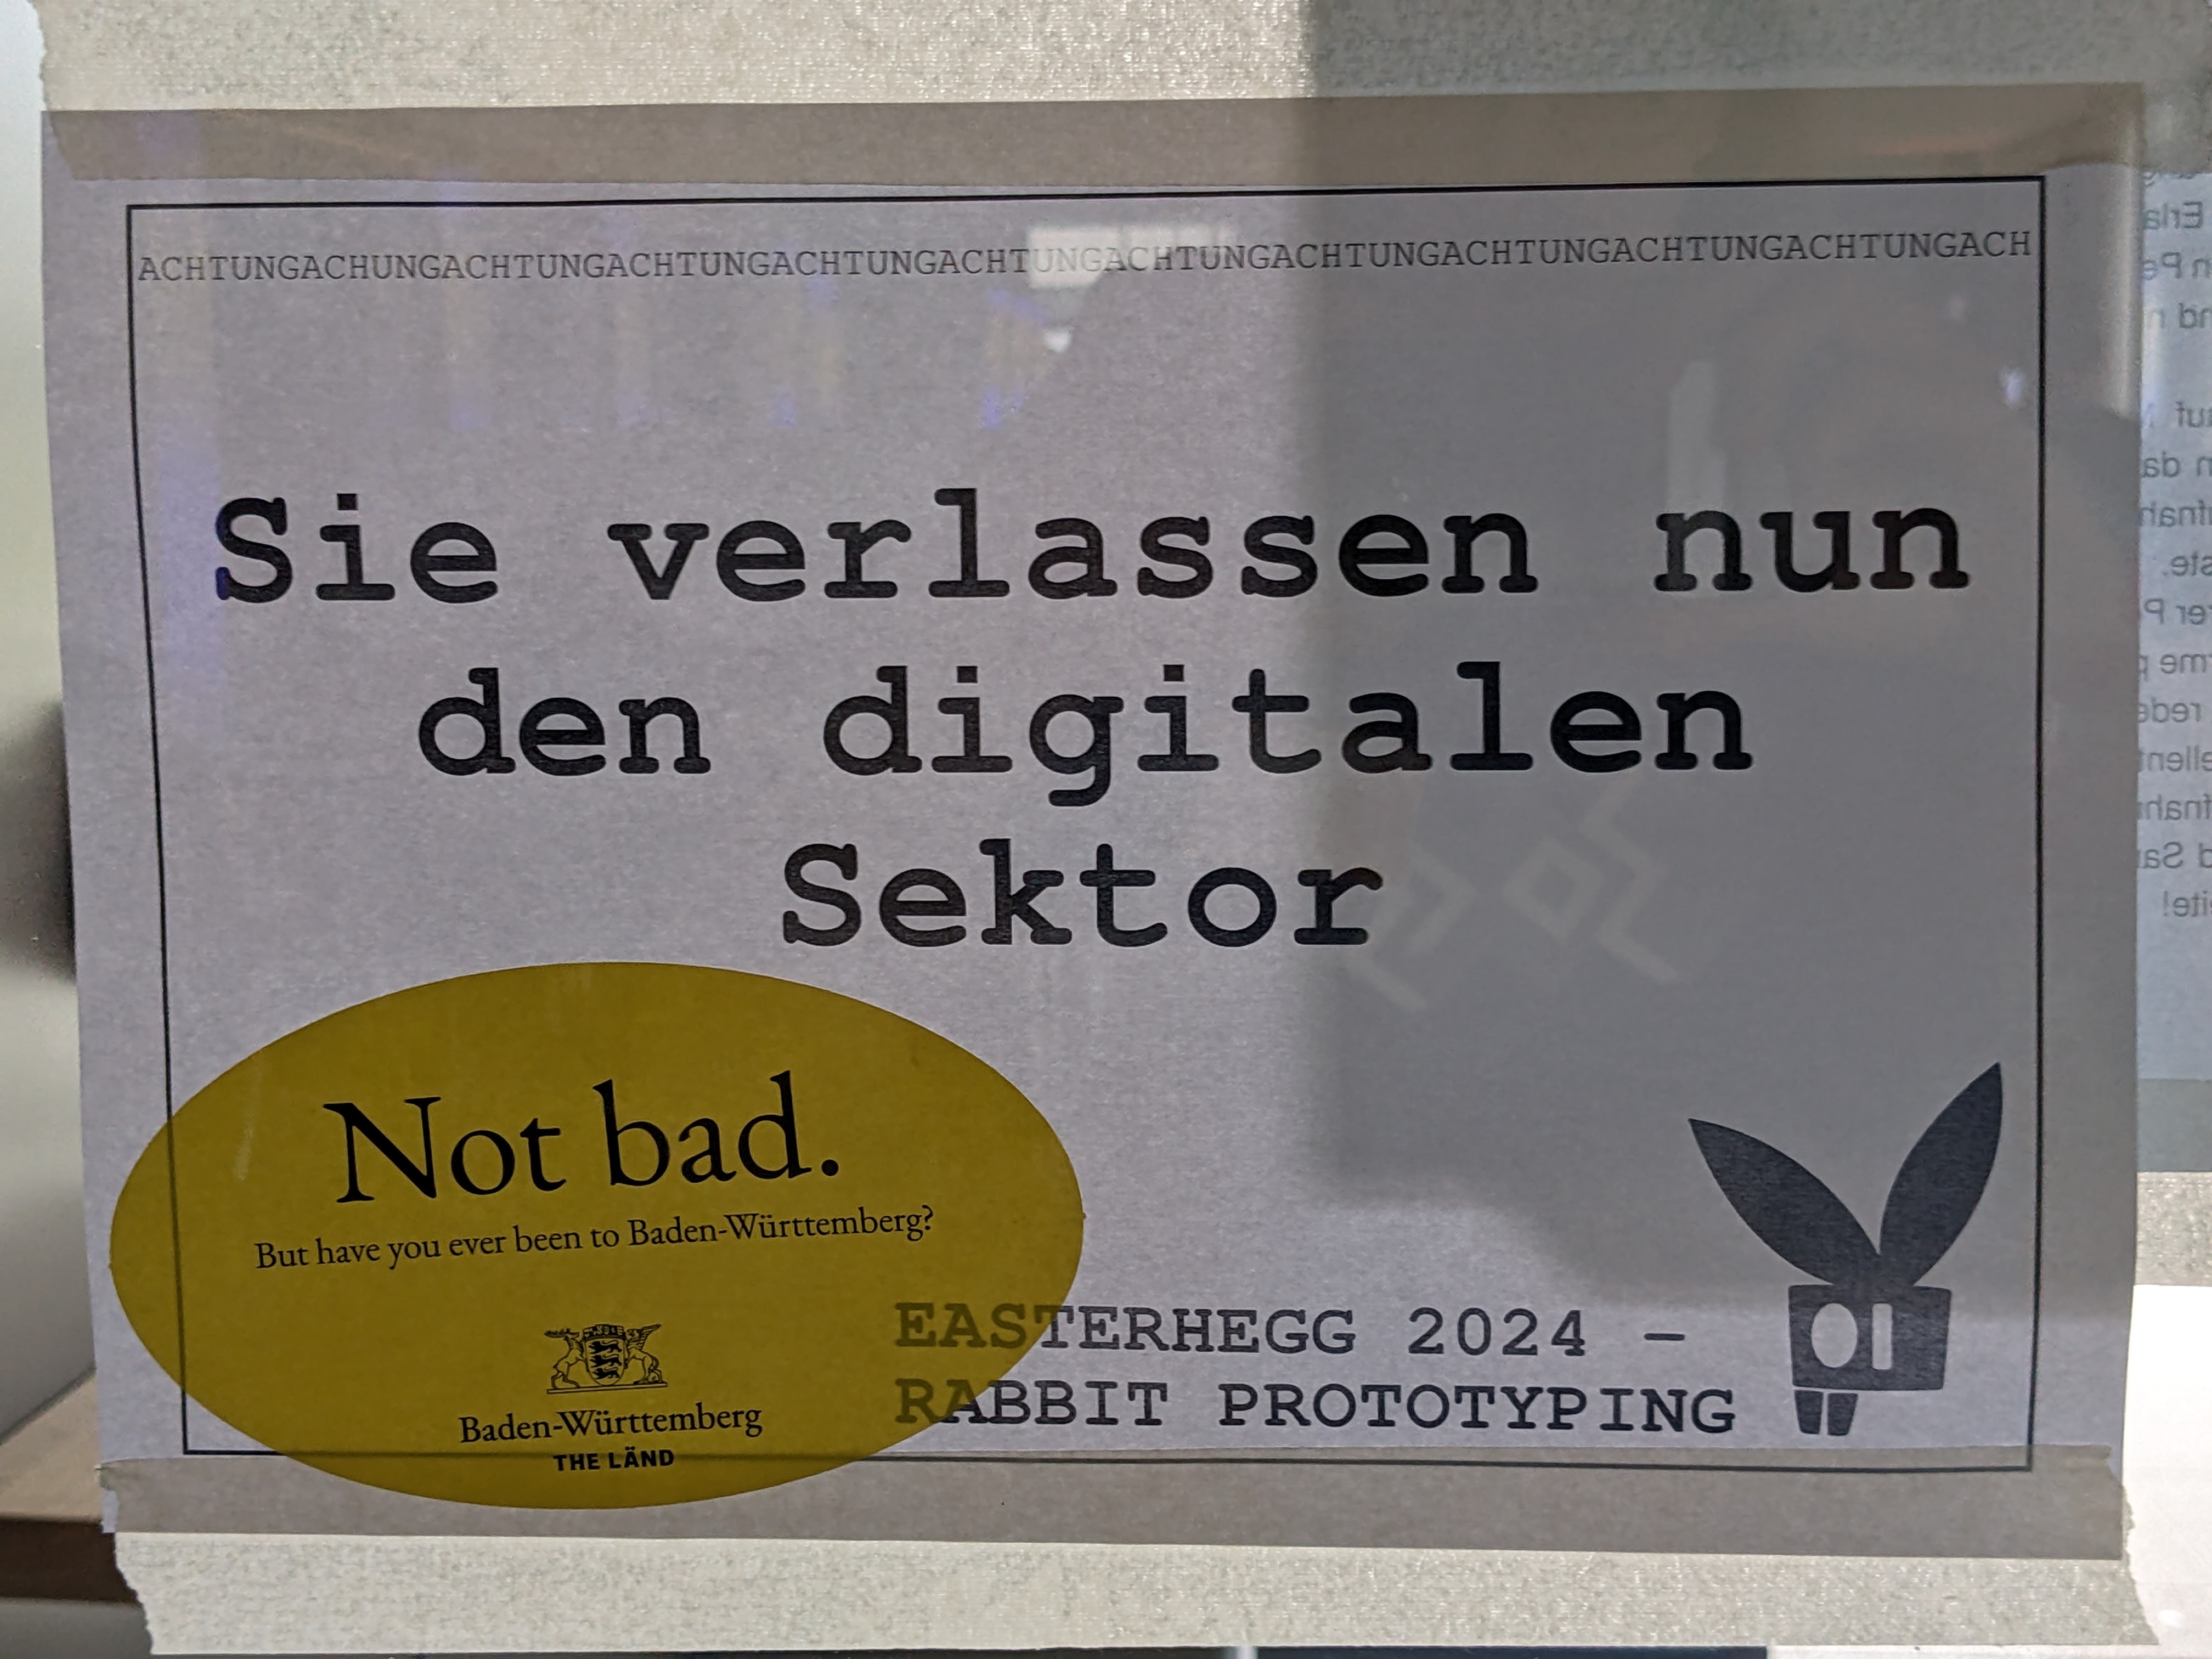 ACHTUNGACHUNGACHTUNGACHTUNGACHTUNGACHTUNGACHTUNGACHTUNGACHTUNGACHTUNGACHTUNGACH
Sie verlassen nun
den digitalen
Sektor
Not bad.
But have you ever been to Baden-Württemberg?
Baden-Württemberg
THE LÄND
EASTERHEGG 2024 –
RABBIT PROTOTYPING